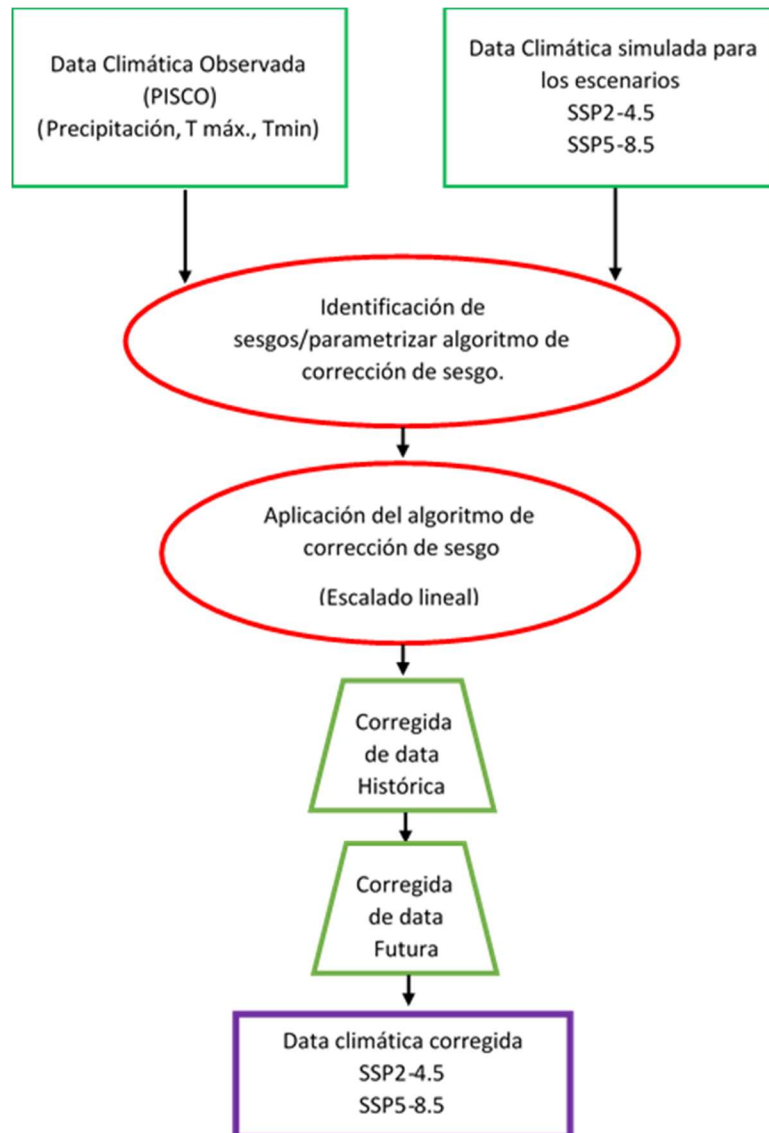 Data Climática Observada
(PISCO)
(Precipitación, T máx., Tmin)
Data Climática simulada para
los escenarios
SSP2-4.5
SSP5-8.5
Identificación de
sesgos/parametrizar algoritmo de
corrección de sesgo.
Aplicación del algoritmo de
corrección de sesgo
(Escalado lineal)
Corregida
de data
Histórica
Corregida
de data
Futura
Data climática corregida
SSP2-4.5
SSP5-8.5